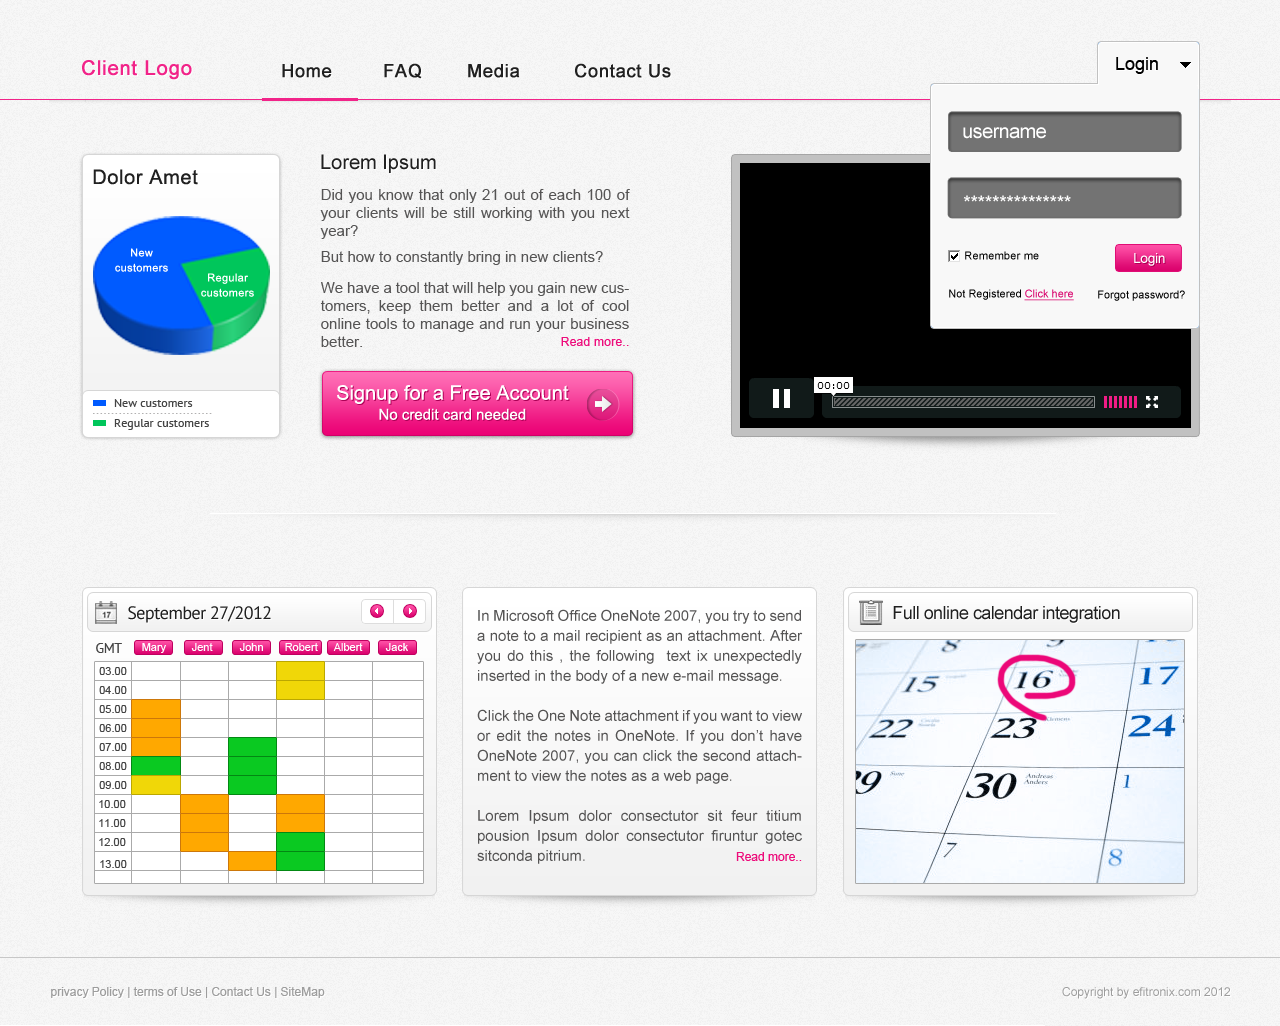 Client Logo
Home FAQ Media Contact Us
Login
username
***************
Remember me
Login
Not Registered Click here Forgot password?
Dolor Amet
New
customers
Regular
customers
New customers
Regular customers
Lorem Ipsum
Did you know that only 21 out of each 100 of
your clients will be still working with you next
year?
But how to constantly bring in new clients?
We have a tool that will help you gain new cus-
tomers, keep them better and a lot of cool
online tools to manage and run your business
better. Read more..
Signup for a Free Account
No credit card needed
00:00
17
September 27/2012
GMT Mary Jent John Robert Albert Jack
03.00
04.00
05.00
06.00
07.00
08.00
09.00
10.00
11.00
12.00
13.00
In Microsoft Office OneNote 2007, you try to send
a note to a mail recipient as an attachment. After
you do this , the following text ix unexpectedly
inserted in the body of a new e-mail message.
Click the One Note attachment if you want to view
or edit the notes in OneNote. If you don't have
OneNote 2007, you can click the second attach-
ment to view the notes as a web page.
Lorem Ipsum dolor consectutor sit feur titium
pousion Ipsum dolor consectutor firuntur gotec
sitconda pitrium. Read more..
Full online calendar integration
15 16 17
22 23 Clemens 24
29 30 Andreas
Anders 1
7 8
privacy Policy | terms of Use | Contact Us | SiteMap
Copyright by efitronix.com 2012